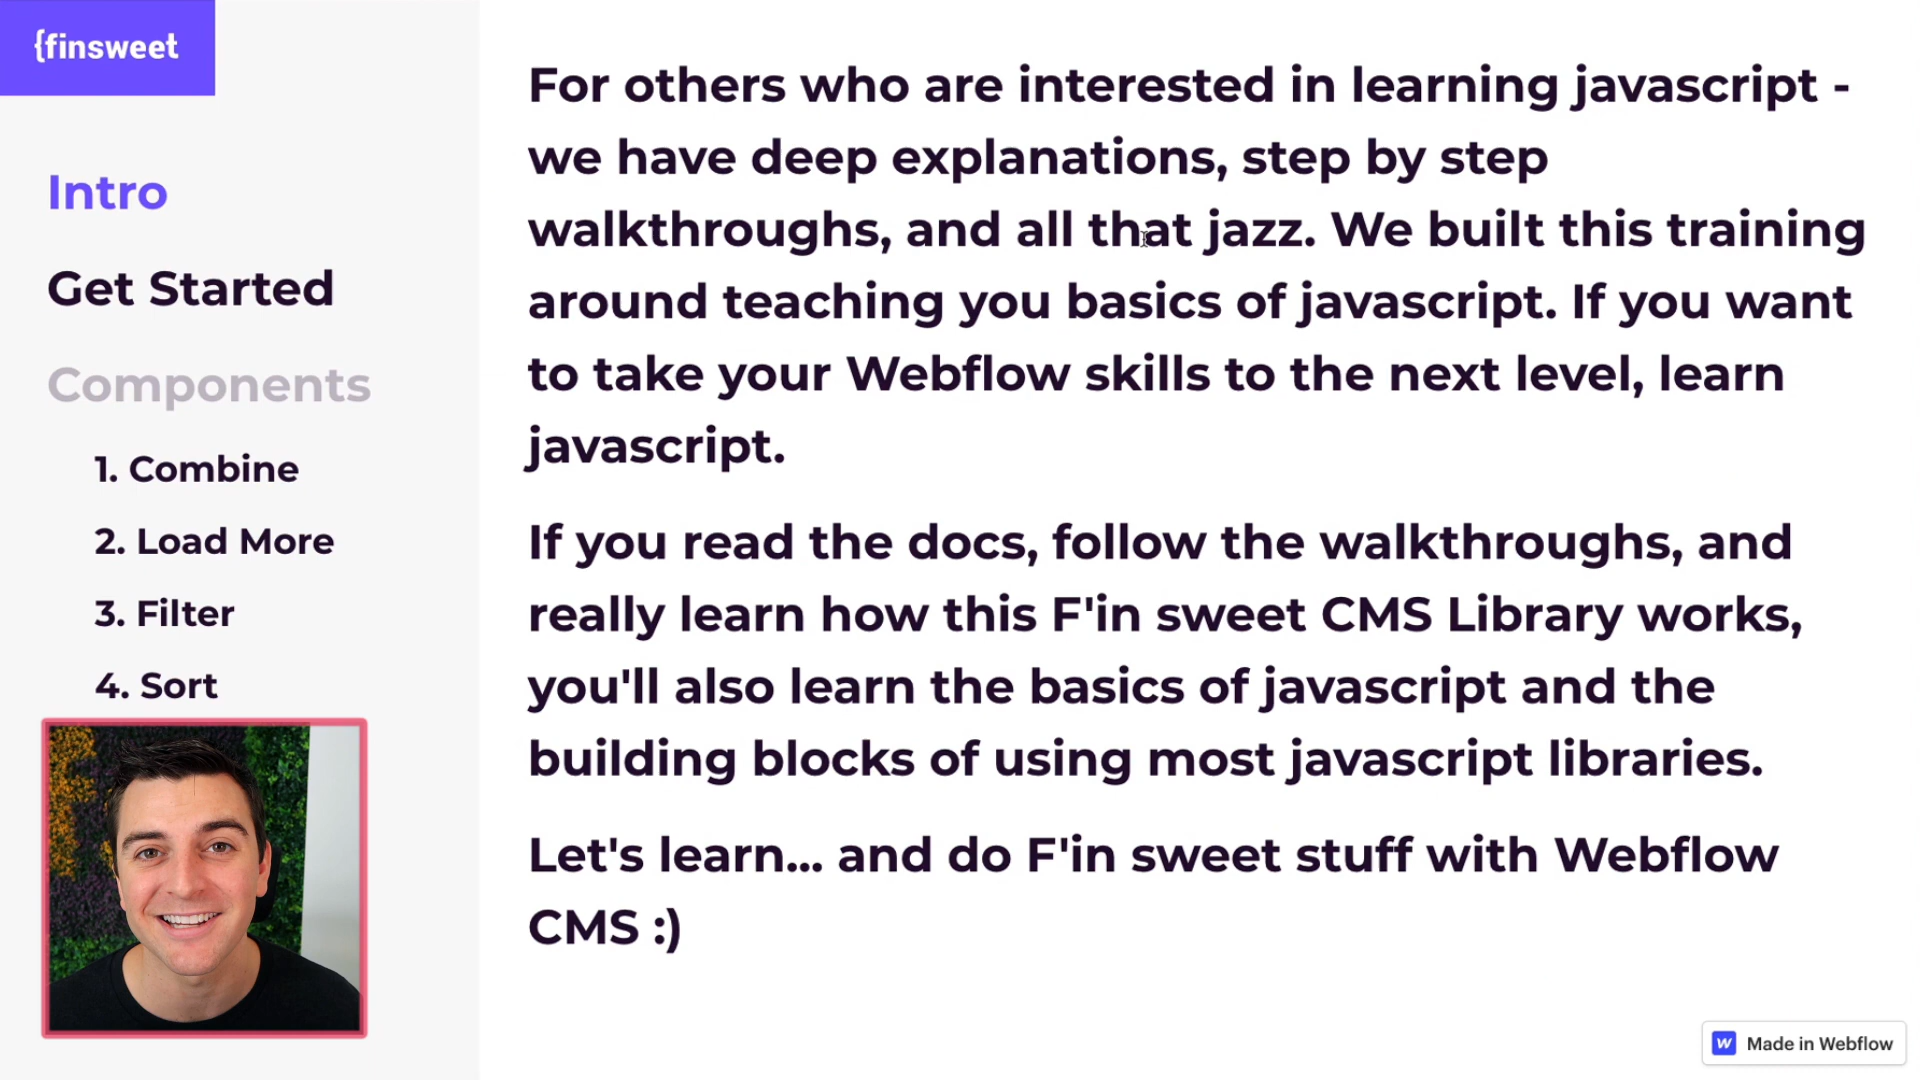 {finsweet
Intro
Get Started
Components
1. Combine
2. Load More
3. Filter
4. Sort
For others who are interested in learning javascript -
we have deep explanations, step by step
walkthroughs, and all that jazz. We built this training
around teaching you basics of javascript. If you want
to take your Webflow skills to the next level, learn
javascript.
If you read the docs, follow the walkthroughs, and
really learn how this F'in sweet CMS Library works,
you'll also learn the basics of javascript and the
building blocks of using most javascript libraries.
Let's learn... and do F'in sweet stuff with Webflow
CMS :)
W Made in Webflow